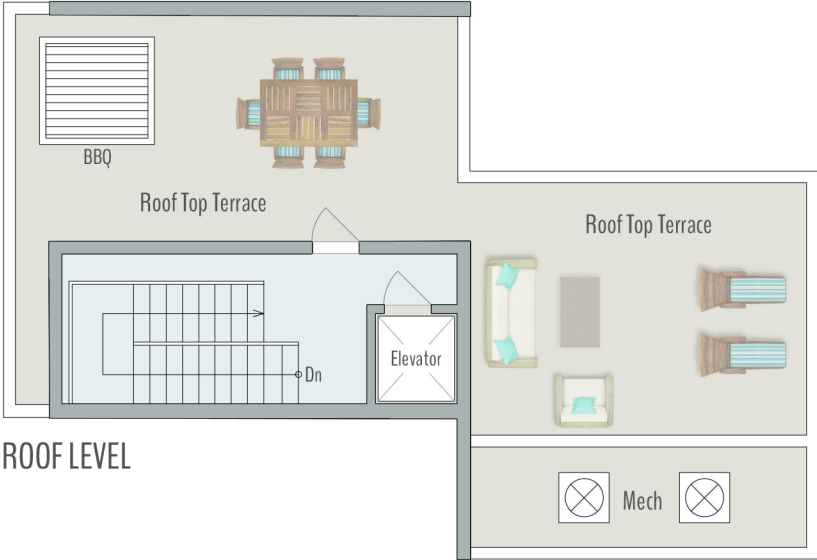 BBQ
Roof Top Terrace
Roof Top Terrace
Elevator
Dn
ROOF LEVEL
Mech